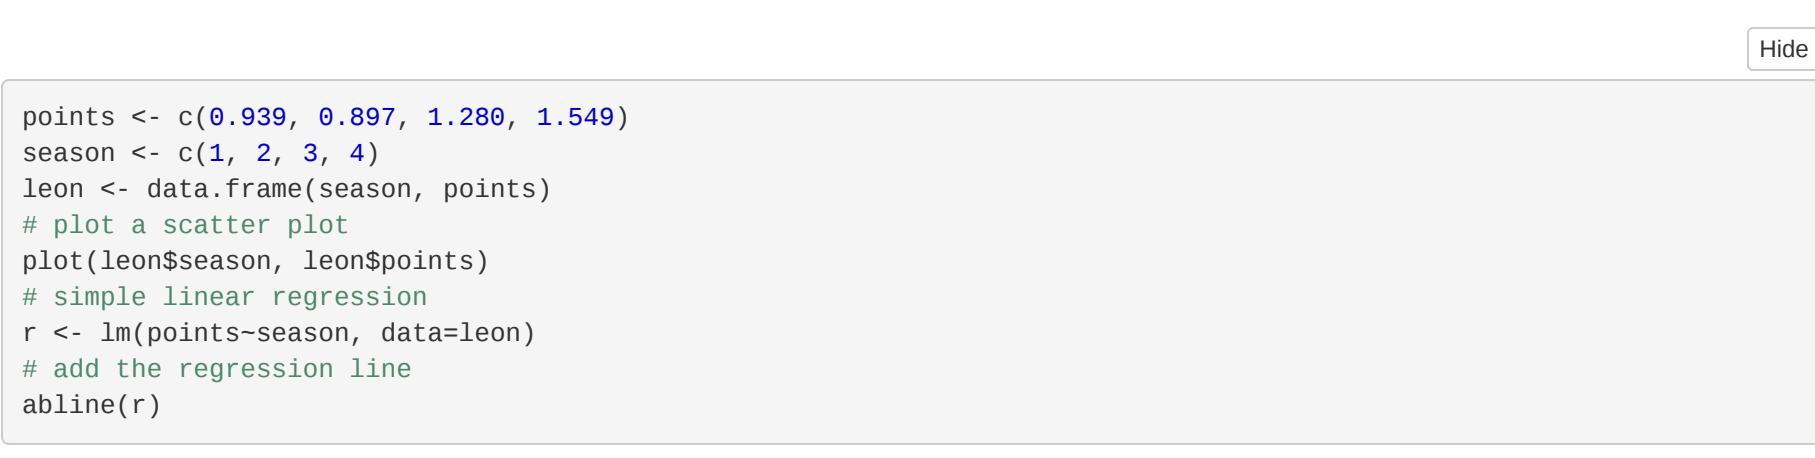 Hide
points <- c(0.939, 0.897, 1.280, 1.549)
season <- c(1, 2, 3, 4)
leon <- data.frame(season, points)
# plot a scatter plot
plot(leon$season, leon$points)
# simple linear regression
r <- lm(points~season, data=leon)
# add the regression line
abline(r)